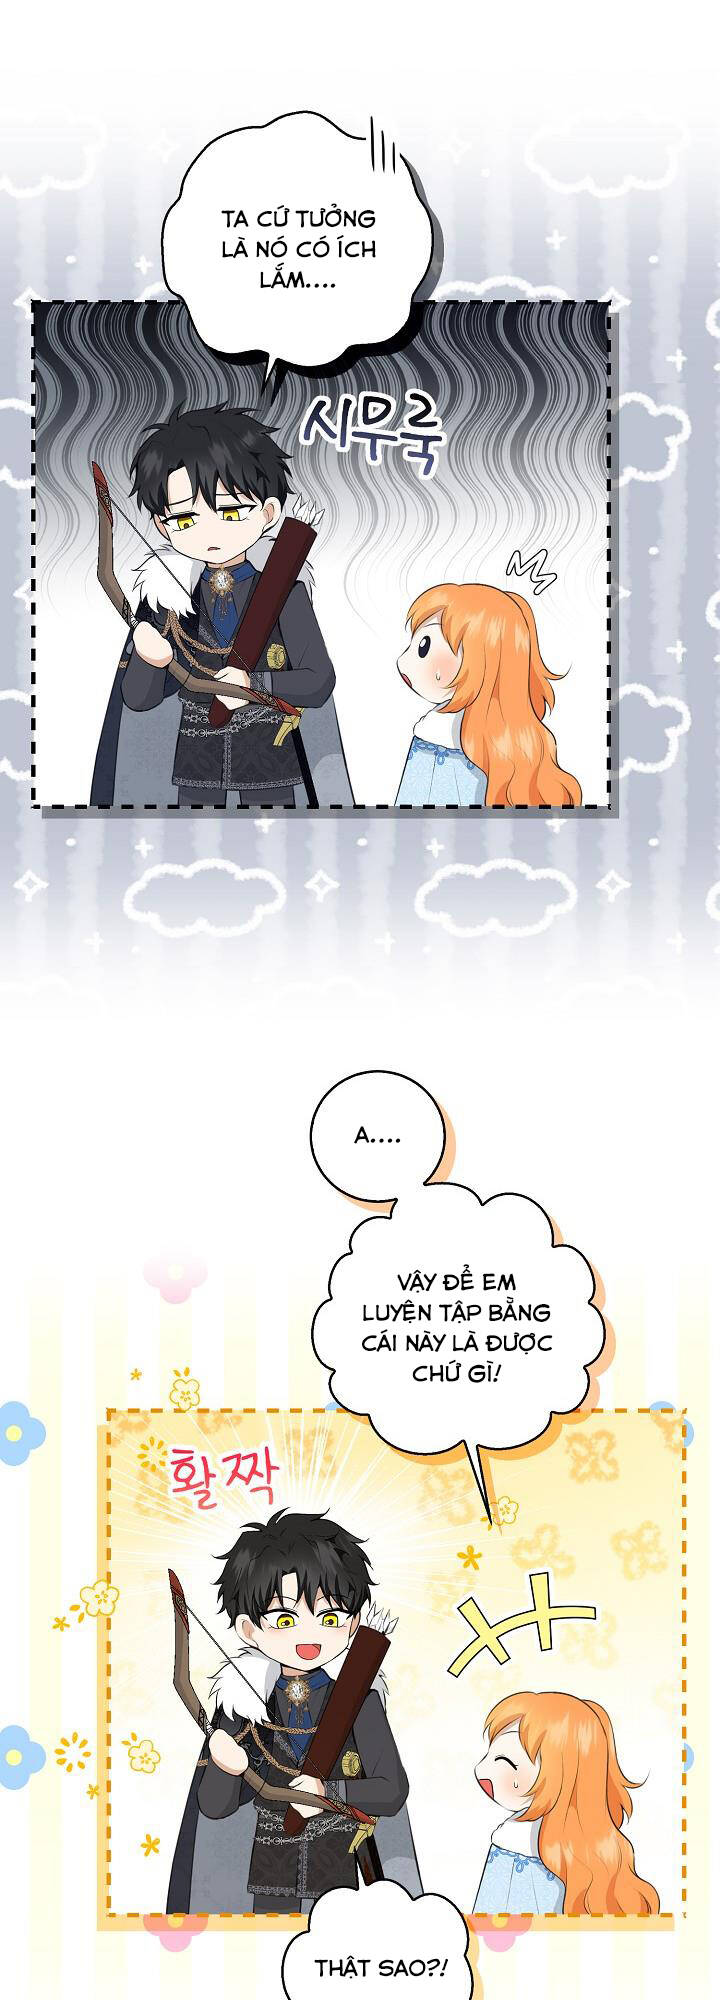 TA CỨ TƯỞNG
LÀ NÓ CÓ ÍCH
LẮM....
시무룩
A....
VẬY ĐỂ EM
LUYỆN TẬP BẰNG
CÁI NÀY LÀ ĐƯỢC
CHỨ GÌ!
활짝
THẬT SAO?!